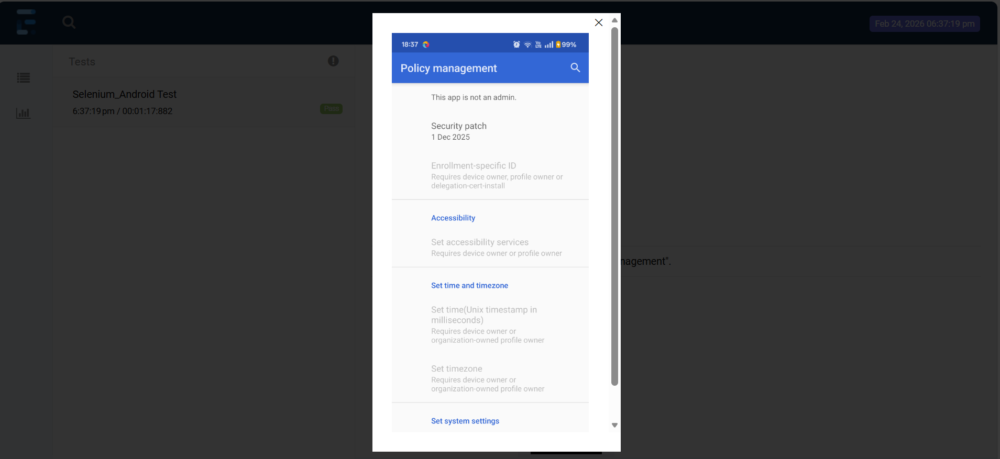 Feb 24, 2026 06:37:19 pm
Tests
Selenium_Android Test
6:37:19 pm / 00:01:17:882
Pass
18:37
Vo LTE
99%
Policy management
This app is not an admin.
Security patch
1 Dec 2025
Enrollment-specific ID
Requires device owner, profile owner or
delegation-cert-install
Accessibility
Set accessibility services
Requires device owner or profile owner
Set time and timezone
Set time(Unix timestamp in
milliseconds)
Requires device owner or
organization-owned profile owner
Set timezone
Requires device owner or
organization-owned profile owner
Set system settings
nagement".